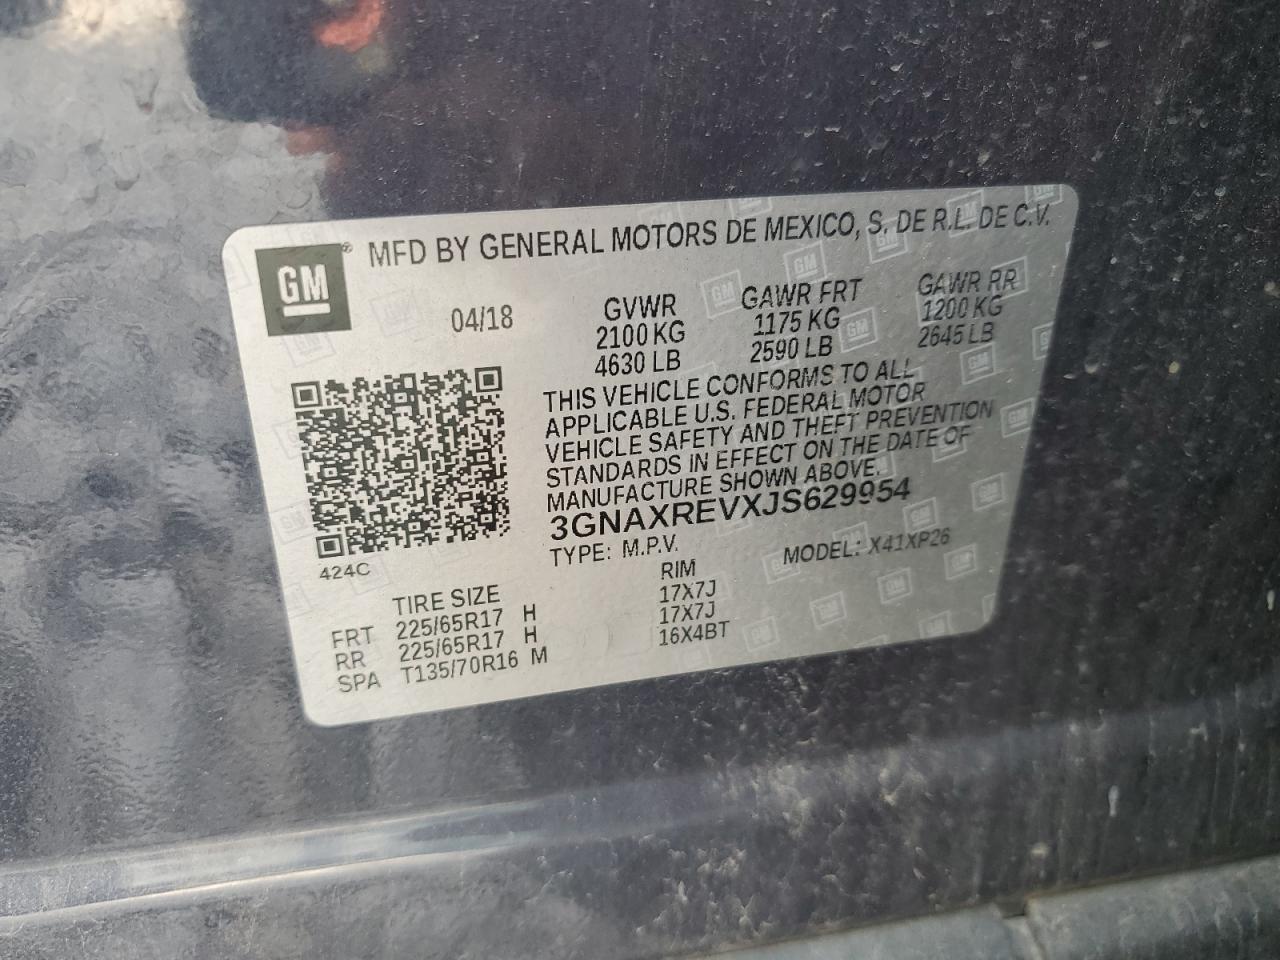 GM® MFD BY GENERAL MOTORS DE MEXICO, S. DE R.L. DE C.V.
04/18
GVWR GAWR FRT GAWR RR
2100 KG 1175 KG 1200 KG
4630 LB 2590 LB 2645 LB
THIS VEHICLE CONFORMS TO ALL
APPLICABLE U.S. FEDERAL MOTOR
VEHICLE SAFETY AND THEFT PREVENTION
STANDARDS IN EFFECT ON THE DATE OF
MANUFACTURE SHOWN ABOVE.
3GNAXREVXJS629954
TYPE: M.P.V. MODEL: X41XP26
424C
TIRE SIZE RIM
FRT 225/65R17 H 17X7J
RR 225/65R17 H 17X7J
SPA T135/70R16 M 16X4BT